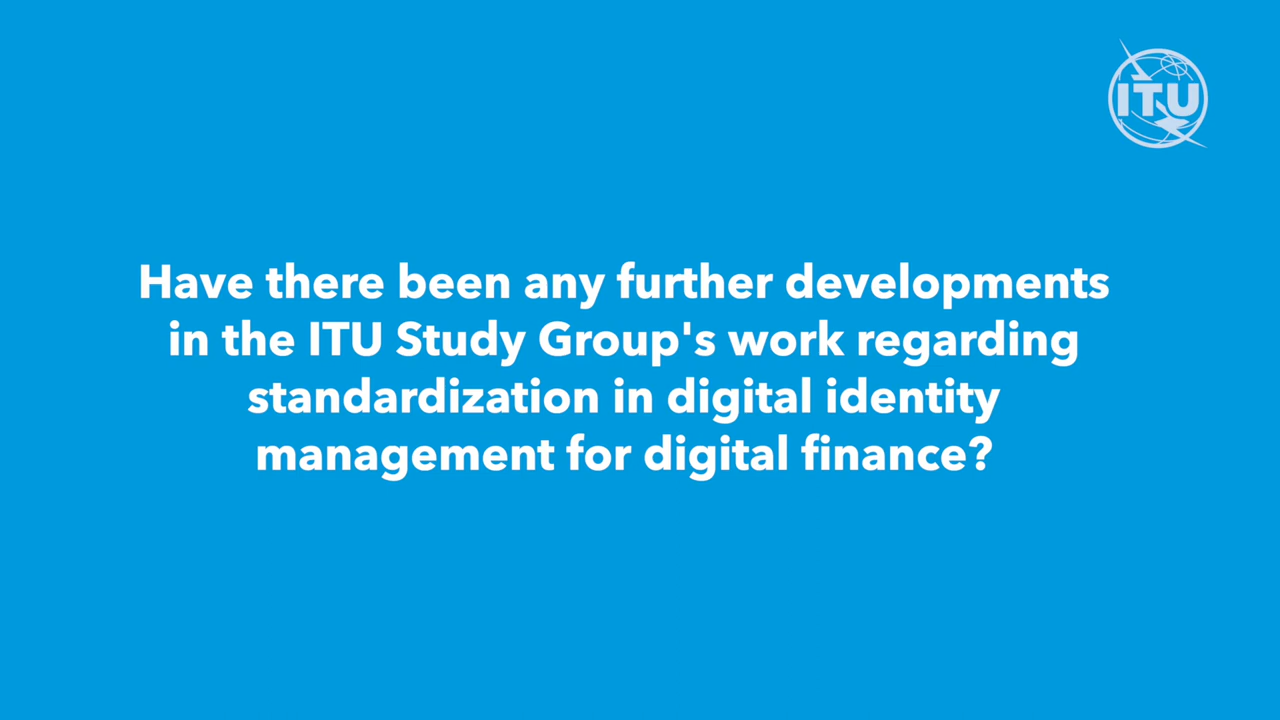 ITU
Have there been any further developments
in the ITU Study Group's work regarding
standardization in digital identity
management for digital finance?